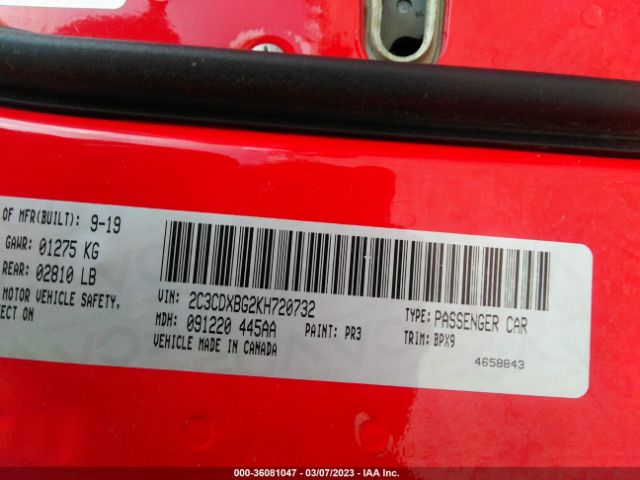 OF MFR(BUILT): 9-19
GAWR: 01275 KG
REAR: 02810 LB
MOTOR VEHICLE SAFETY,
ECT ON
VIN: 2C3CDXBG2KH720732
TYPE: PASSENGER CAR
MDH: 091220 445AA
PAINT: PR3
TRIM: BPX9
VEHICLE MADE IN CANADA
4658843
000-36081047 - 03/07/2023 - IAA Inc.